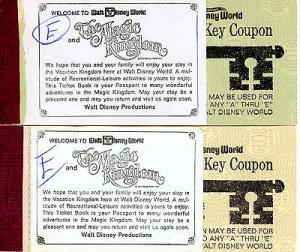 WELCOME TO Walt Disney World
E
and The Magic Kingdom
We hope that you and your family will enjoy your stay in
the Vacation Kingdom here at Walt Disney World. A mul-
titude of Recreational-Leisure activities is yours to enjoy.
This Ticket Book is your Passport to many wonderful
adventures in the Magic Kingdom. May your stay be a
pleasant one and may you return and visit us again soon.
Walt Disney Productions
Disney World
Key Coupon
MAY BE USED FOR
ANY "A" THRU "E"
WALT DISNEY WORLD
WELCOME TO Walt Disney World
E
and The Magic Kingdom
We hope that you and your family will enjoy your stay in
the Vacation Kingdom here at Walt Disney World. A mul-
titude of Recreational-Leisure activities is yours to enjoy.
This Ticket Book is your Passport to many wonderful
adventures in the Magic Kingdom. May your stay be a
pleasant one and may you return and visit us again soon.
Walt Disney Productions
Disney World
Key Coupon
N MAY BE USED FOR
ANY "A" THRU "E"
WALT DISNEY WORLD